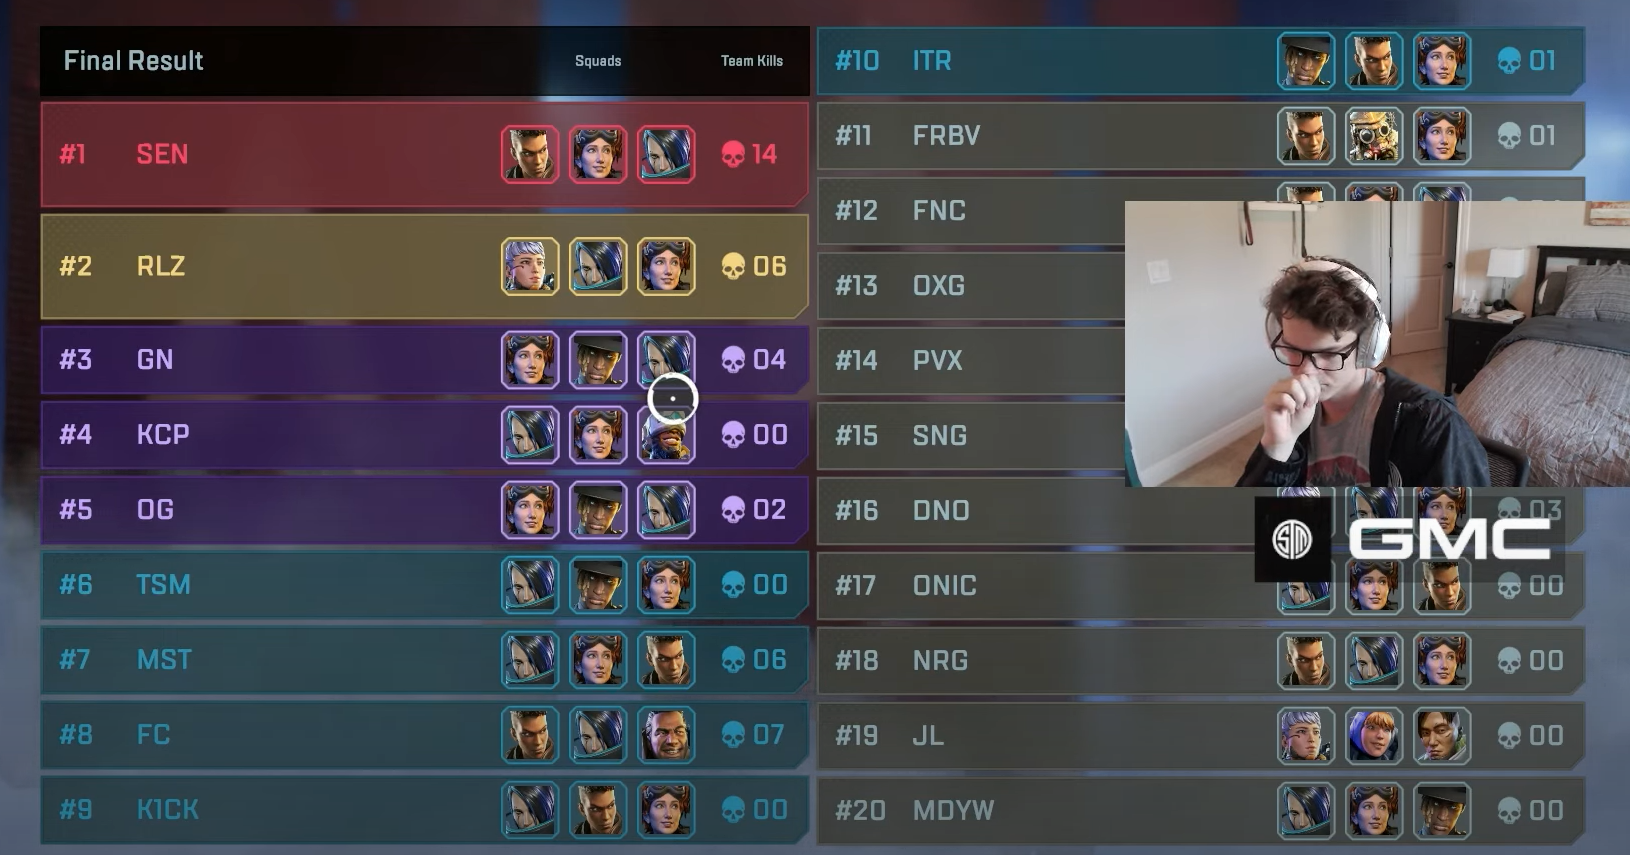 Final Result Squads Team Kills
#1 SEN 14
#2 RLZ 06
#3 GN 04
#4 KCP 00
#5 OG 02
#6 TSM 00
#7 MST 06
#8 FC 07
#9 K1CK 00
#10 ITR 01
#11 FRBV 01
#12 FNC
#13 OXG
#14 PVX
#15 SNG
#16 DNO 03
TSM GMC
#17 ONIC 00
#18 NRG 00
#19 JL 00
#20 MDYW 00